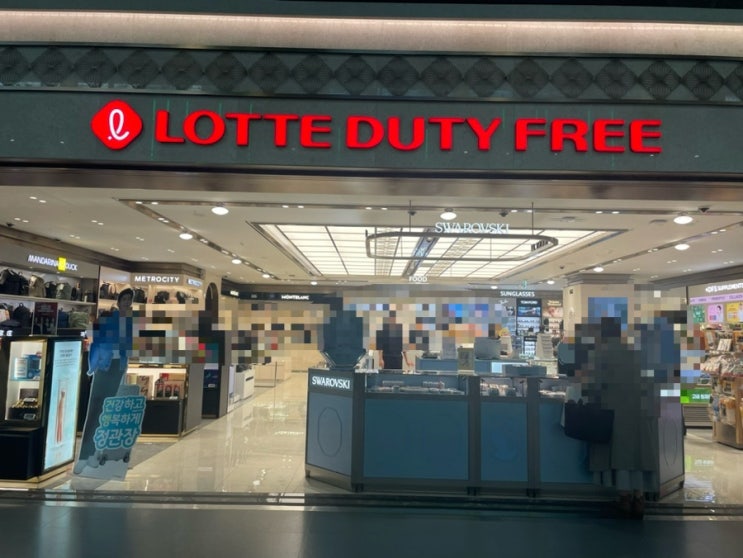 LOTTE DUTY FREE
SWAROVSKI
MANDARINA DUCK
METROCITY
MONTBLANC
FOOD
SUNGLASSES
SWAROVSKI
건강하고
행복하게
정관장